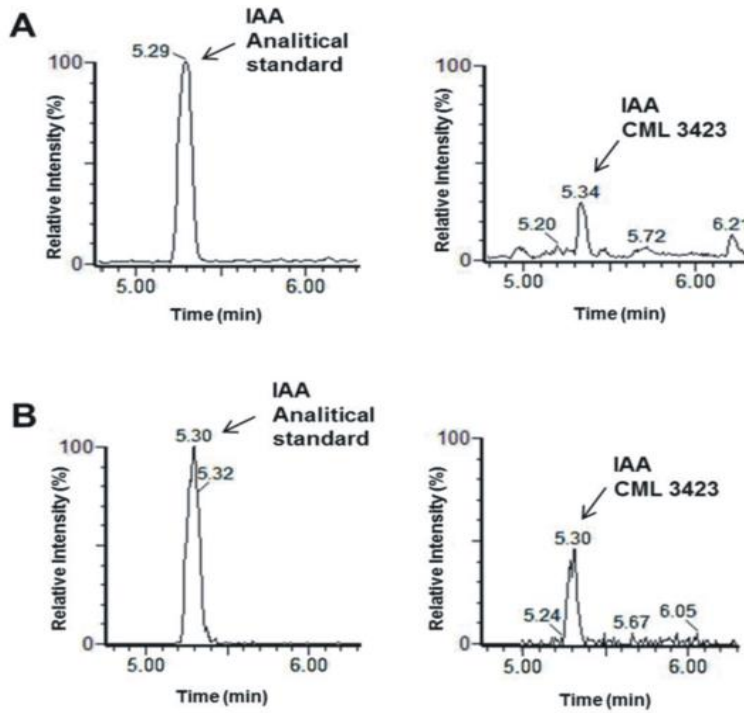 A
IAA
Analitical
standard
5.29
100
0
Relative Intensity (%)
5.00
6.00
Time (min)
100
0
Relative Intensity (%)
IAA
CML 3423
5.34
5.20
5.72
6.21
5.00
6.00
Time (min)
B
IAA
Analitical
standard
5.30
5.32
100
0
Relative Intensity (%)
5.00
6.00
Time (min)
100
0
Relative Intensity (%)
IAA
CML 3423
5.30
5.24
5.67
6.05
5.00
6.00
Time (min)